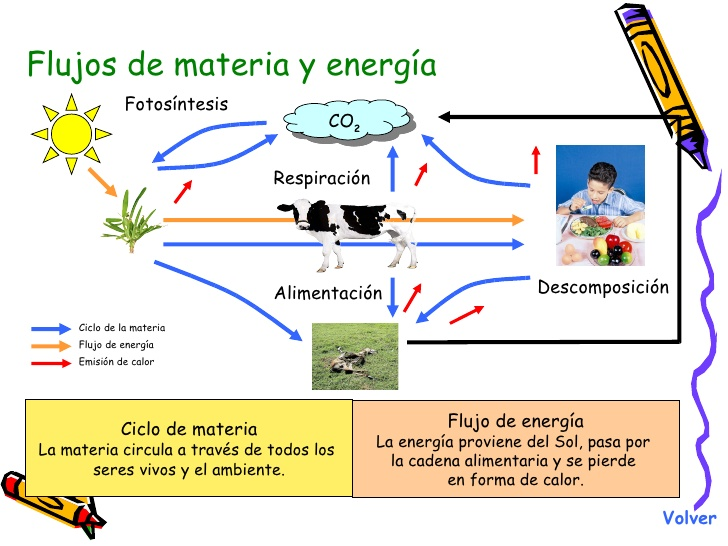 Flujos de materia y energía
Fotosíntesis
CO2
Respiración
Alimentación
Descomposición
Ciclo de la materia
Flujo de energía
Emisión de calor
Ciclo de materia
La materia circula a través de todos los
seres vivos y el ambiente.
Flujo de energía
La energía proviene del Sol, pasa por
la cadena alimentaria y se pierde
en forma de calor.
Volver